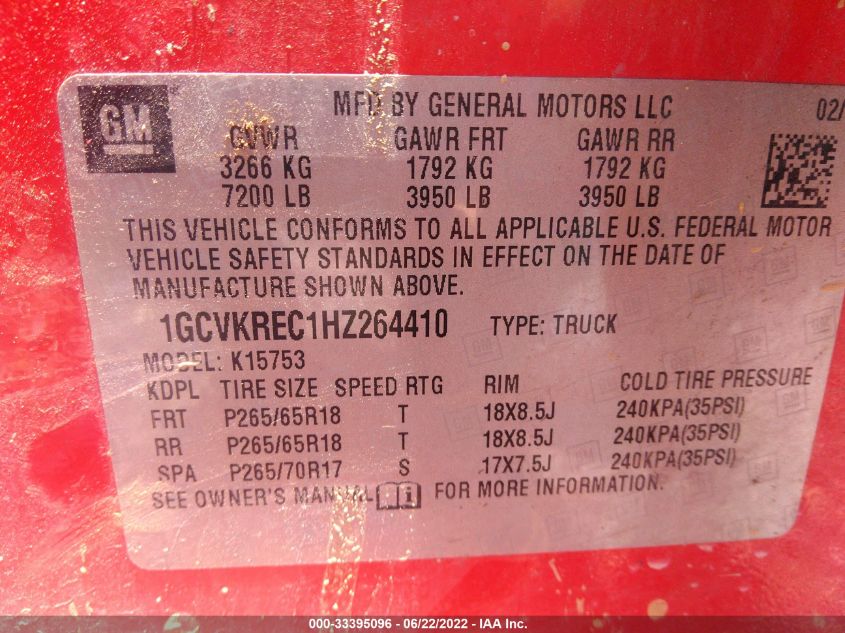 GM
MFD BY GENERAL MOTORS LLC 02/
GVWR GAWR FRT GAWR RR
3266 KG 1792 KG 1792 KG
7200 LB 3950 LB 3950 LB
THIS VEHICLE CONFORMS TO ALL APPLICABLE U.S. FEDERAL MOTOR
VEHICLE SAFETY STANDARDS IN EFFECT ON THE DATE OF
MANUFACTURE SHOWN ABOVE.
1GCVKREC1HZ264410 TYPE: TRUCK
MODEL: K15753
KDPL TIRE SIZE SPEED RTG RIM COLD TIRE PRESSURE
FRT P265/65R18 T 18X8.5J 240KPA(35PSI)
RR P265/65R18 T 18X8.5J 240KPA(35PSI)
SPA P265/70R17 S 17X7.5J 240KPA(35PSI)
SEE OWNER'S MANUAL FOR MORE INFORMATION.
000-33395096 - 06/22/2022 - IAA Inc.